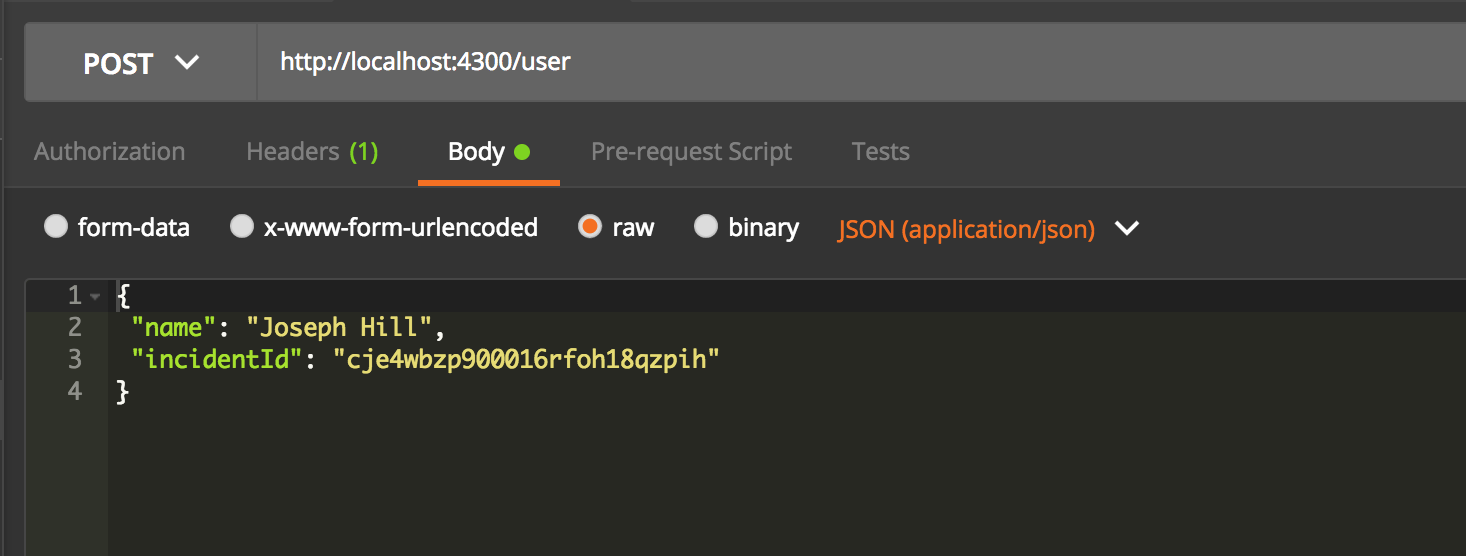 POST http://localhost:4300/user
Authorization Headers (1) Body Pre-request Script Tests
form-data x-www-form-urlencoded raw binary JSON (application/json)
1 {
2 "name": "Joseph Hill",
3 "incidentId": "cje4wbzp900016rfoh18qzpih"
4 }